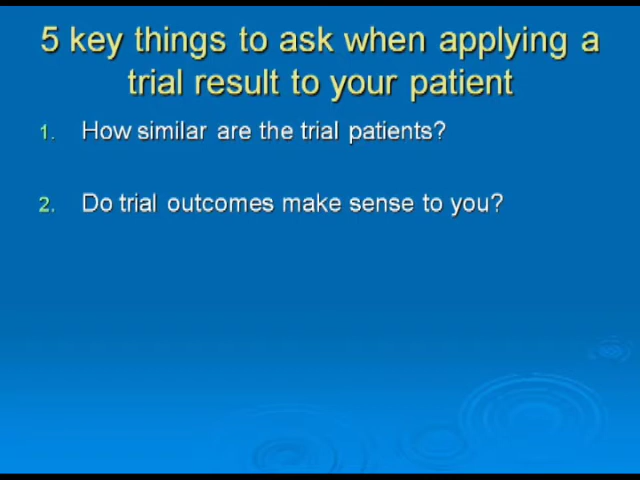 5 key things to ask when applying a
trial result to your patient
1. How similar are the trial patients?
2. Do trial outcomes make sense to you?